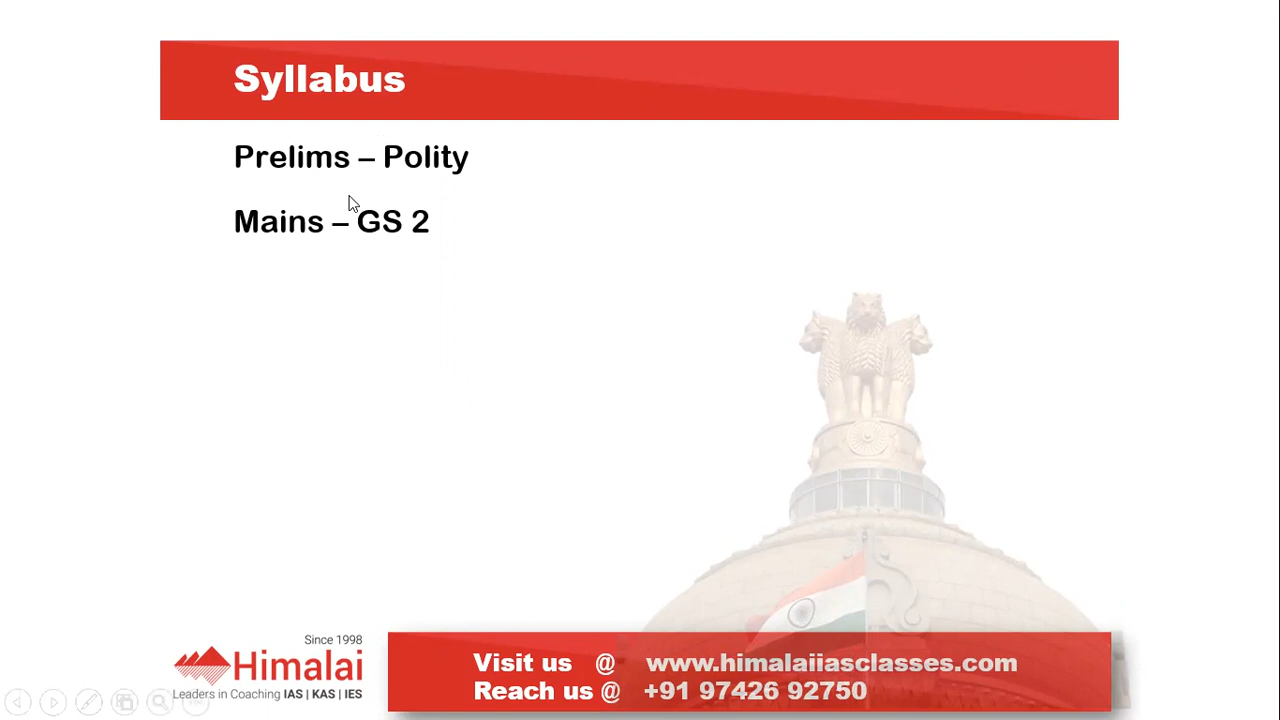 Syllabus
Prelims – Polity
Mains – GS 2
Since 1998
Himalai
Leaders in Coaching IAS | KAS | IES
Visit us @ www.himalaiiasclasses.com
Reach us @ +91 97426 92750